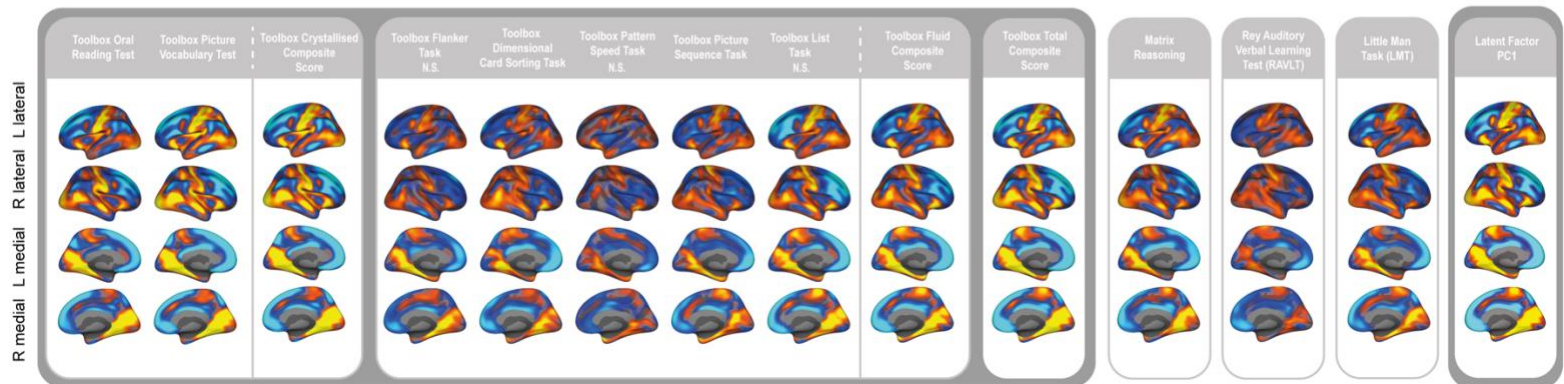 Toolbox Oral
Reading Test
Toolbox Picture
Vocabulary Test
Toolbox Crystallised
Composite
Score
Toolbox Flanker
Task
N.S.
Toolbox
Dimensional
Card Sorting Task
Toolbox Pattern
Speed Task
N.S.
Toolbox Picture
Sequence Task
Toolbox List
Task
N.S.
Toolbox Fluid
Composite
Score
Toolbox Total
Composite
Score
Matrix
Reasoning
Rey Auditory
Verbal Learning
Test (RAVLT)
Little Man
Task (LMT)
Latent Factor
PC1
L lateral
R lateral
L medial
R medial